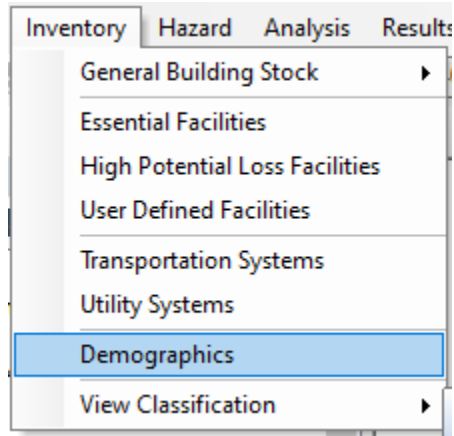 Inventory Hazard Analysis Results
General Building Stock
Essential Facilities
High Potential Loss Facilities
User Defined Facilities
Transportation Systems
Utility Systems
Demographics
View Classification